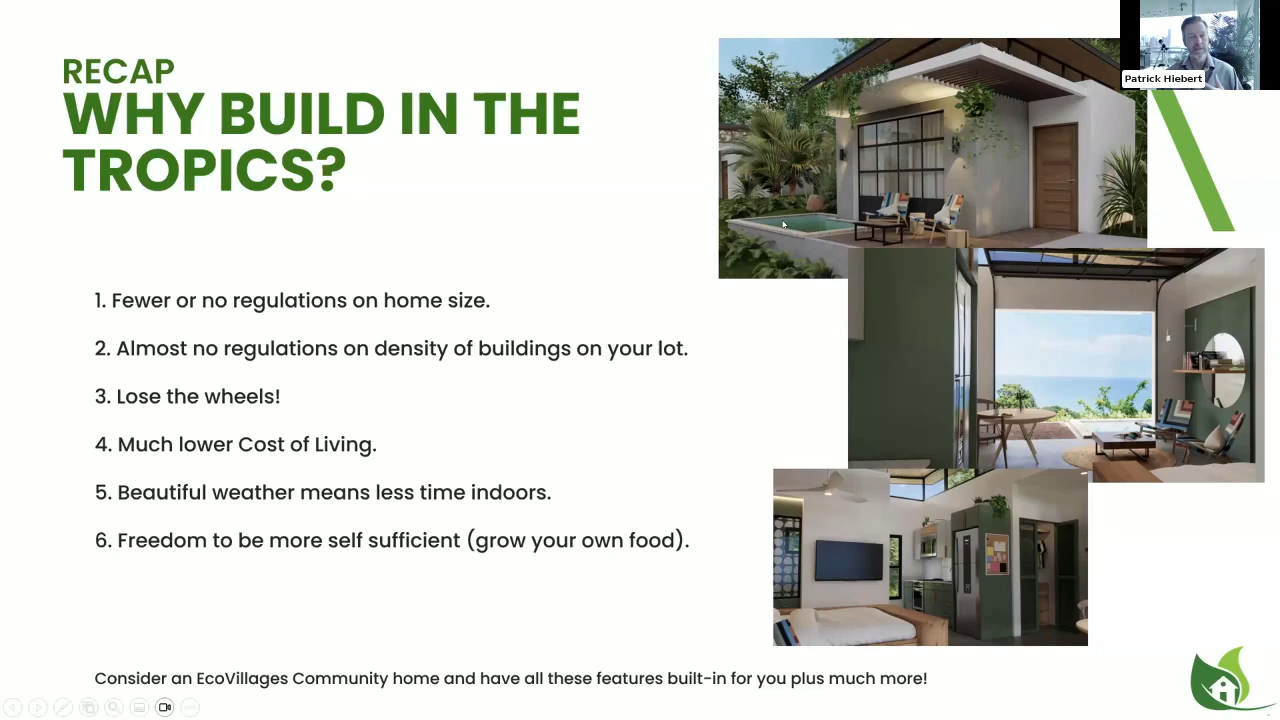 RECAP
WHY BUILD IN THE
TROPICS?
1. Fewer or no regulations on home size.
2. Almost no regulations on density of buildings on your lot.
3. Lose the wheels!
4. Much lower Cost of Living.
5. Beautiful weather means less time indoors.
6. Freedom to be more self sufficient (grow your own food).
Consider an EcoVillages Community home and have all these features built-in for you plus much more!
Patrick Hiebert